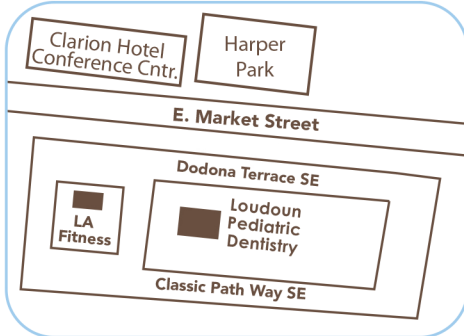 Clarion Hotel
Conference Cntr.
Harper
Park
E. Market Street
Dodona Terrace SE
LA
Fitness
Loudoun
Pediatric
Dentistry
Classic Path Way SE